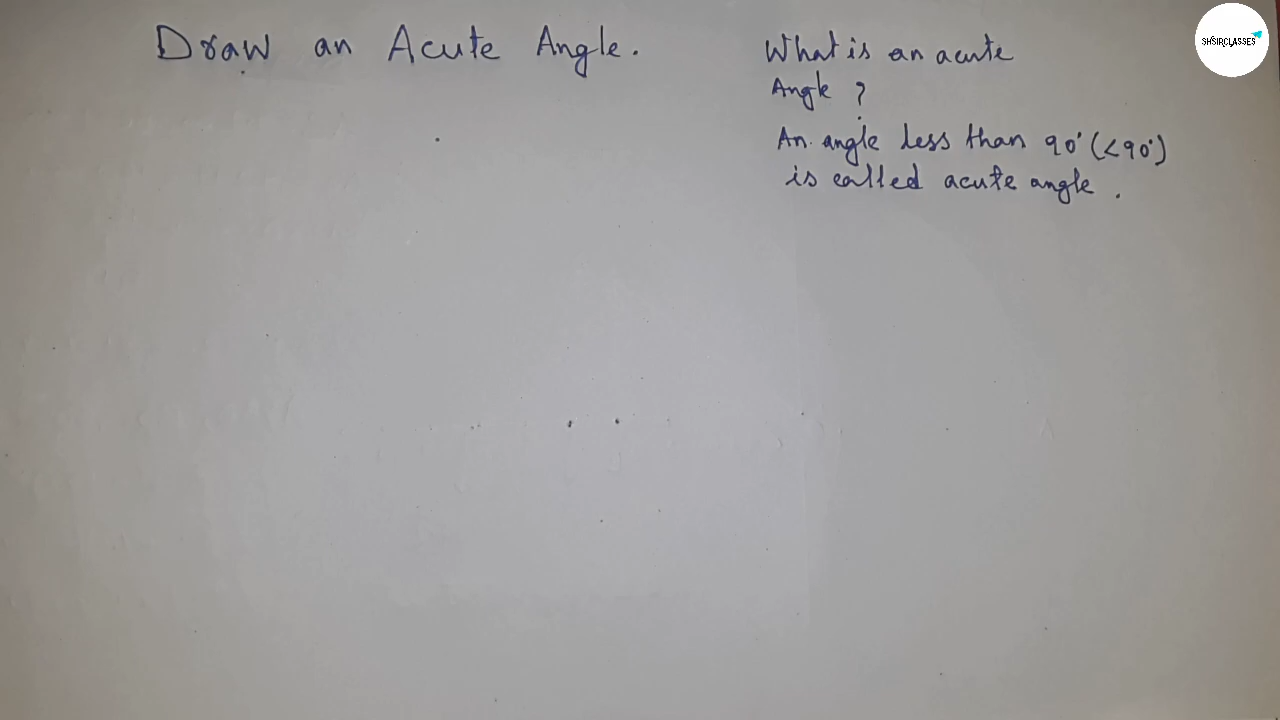 Draw an Acute Angle.
What is an acute
Angle ?
An angle less than 90° (<90°)
is called acute angle.
SHSIRCLASSES